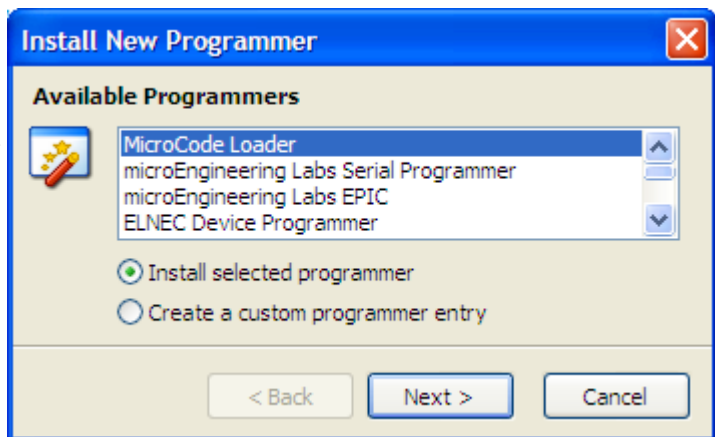 Install New Programmer
Available Programmers
MicroCode Loader
microEngineering Labs Serial Programmer
microEngineering Labs EPIC
ELNEC Device Programmer
Install selected programmer
Create a custom programmer entry
< Back
Next >
Cancel